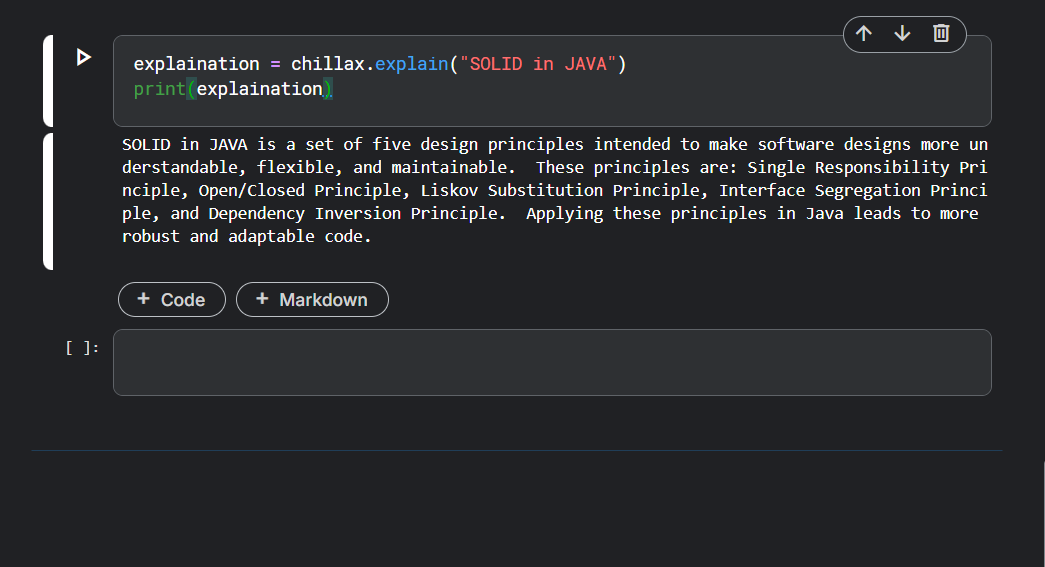 explaination = chillax.explain("SOLID in JAVA")
print(explaination)
SOLID in JAVA is a set of five design principles intended to make software designs more un
derstandable, flexible, and maintainable.  These principles are: Single Responsibility Pri
nciple, Open/Closed Principle, Liskov Substitution Principle, Interface Segregation Princi
ple, and Dependency Inversion Principle.  Applying these principles in Java leads to more
robust and adaptable code.
+ Code + Markdown
[ ]: